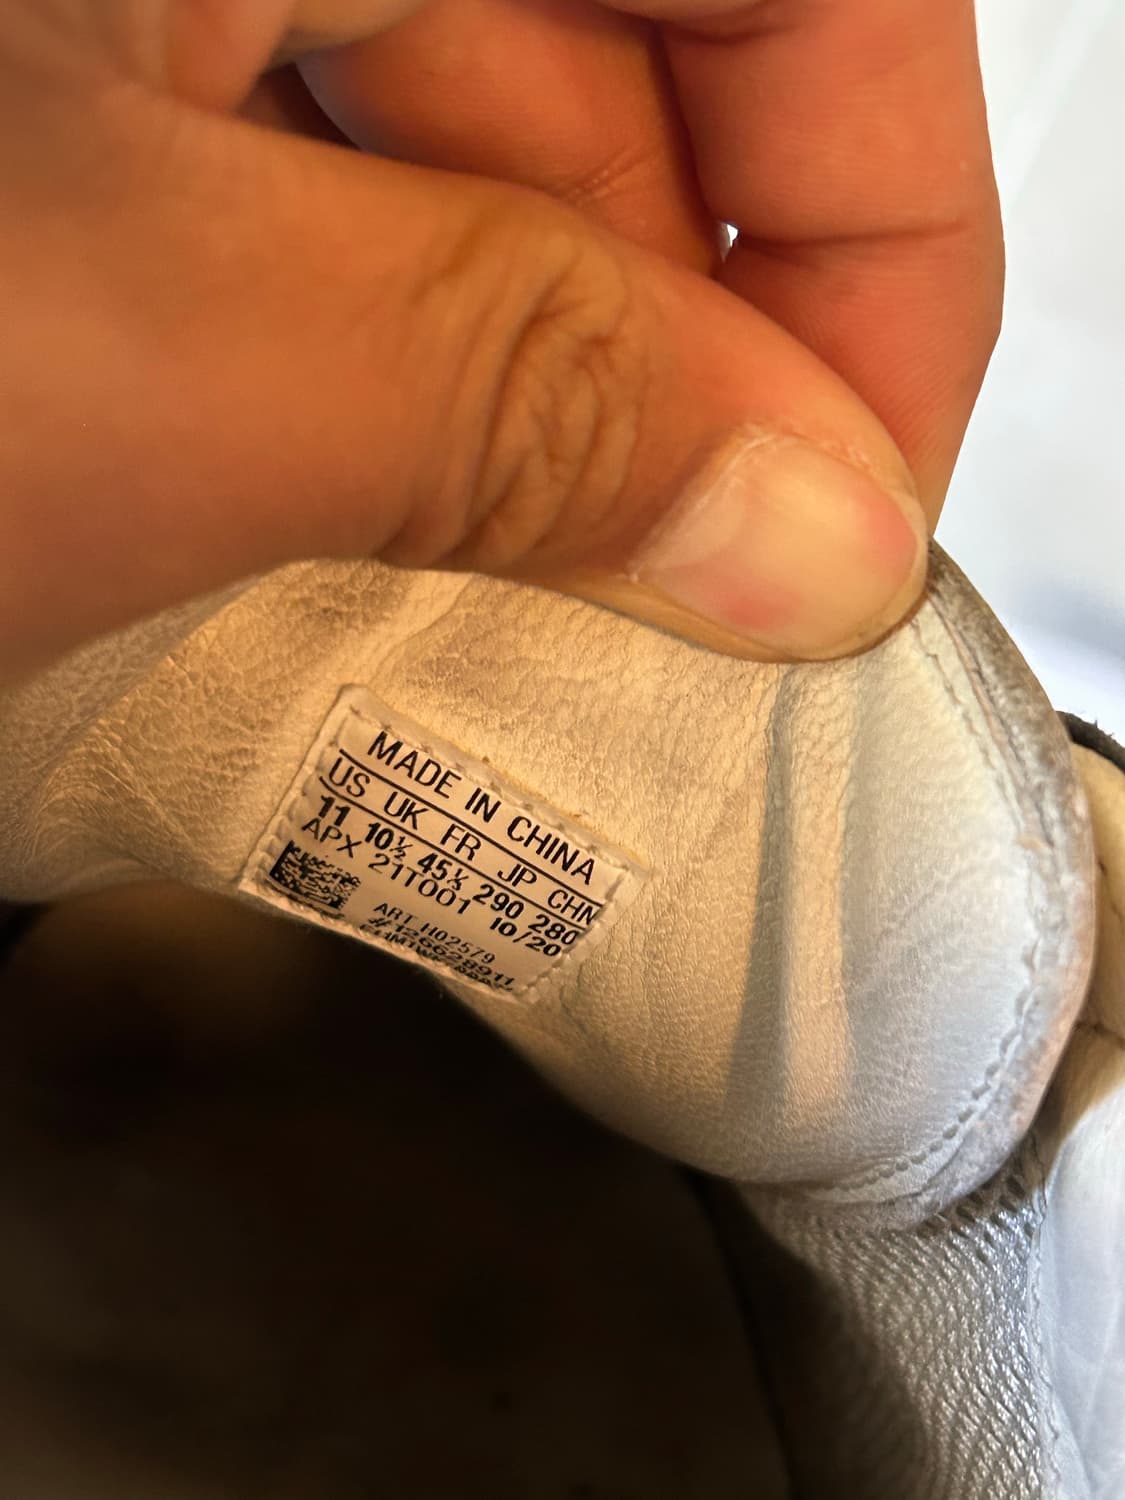 MADE IN CHINA
US UK FR JP CHN
11 10½ 45⅓ 290 280
APX 21T001 10/20
ART H02579
#126628911